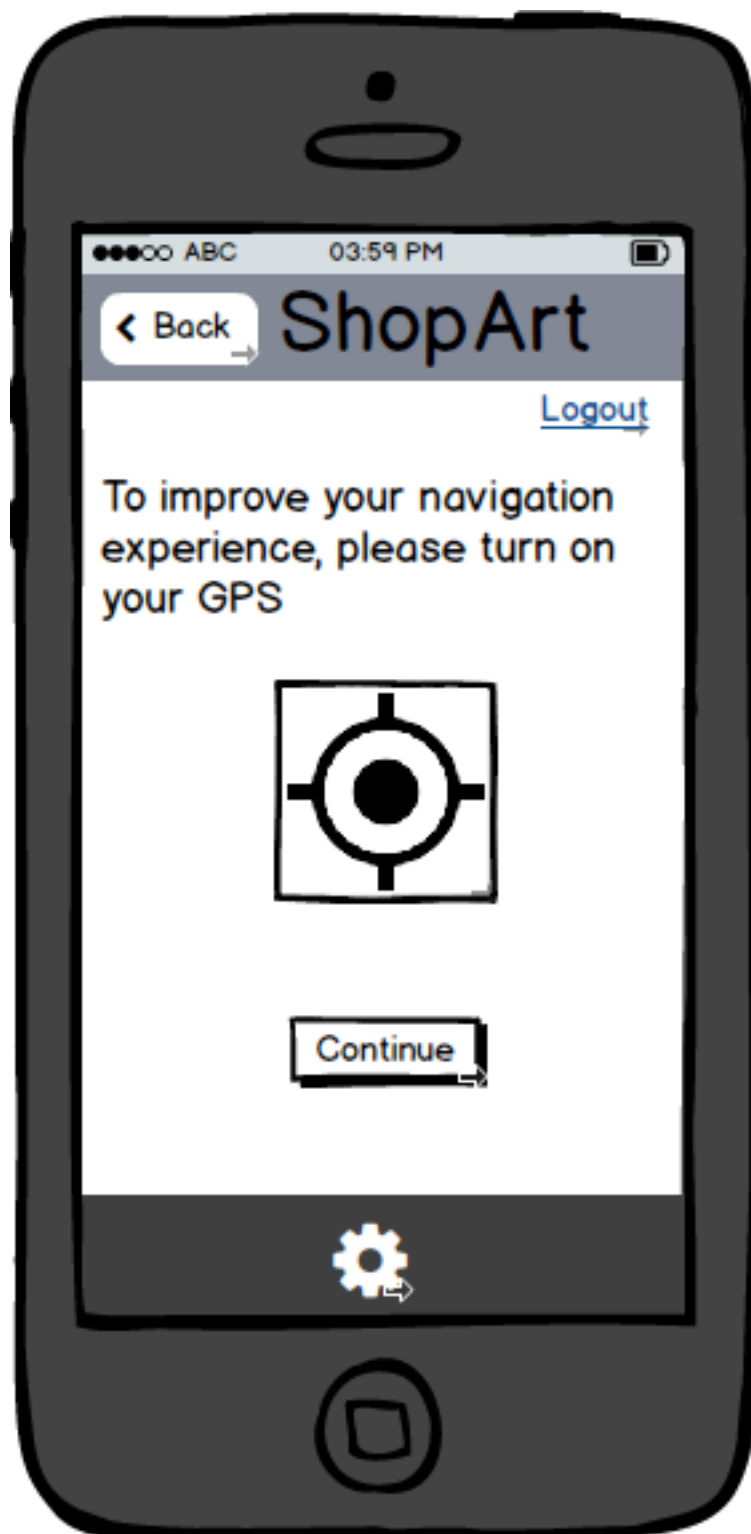 ABC 03:59 PM
Back ShopArt
Logout
To improve your navigation
experience, please turn on
your GPS
Continue